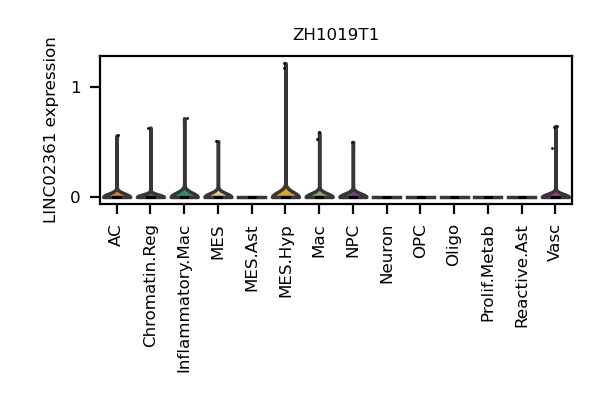 ZH1019T1
LINC02361 expression
1
0
AC
Chromatin.Reg
Inflammatory.Mac
MES
MES.Ast
MES.Hyp
Mac
NPC
Neuron
OPC
Oligo
Prolif.Metab
Reactive.Ast
Vasc